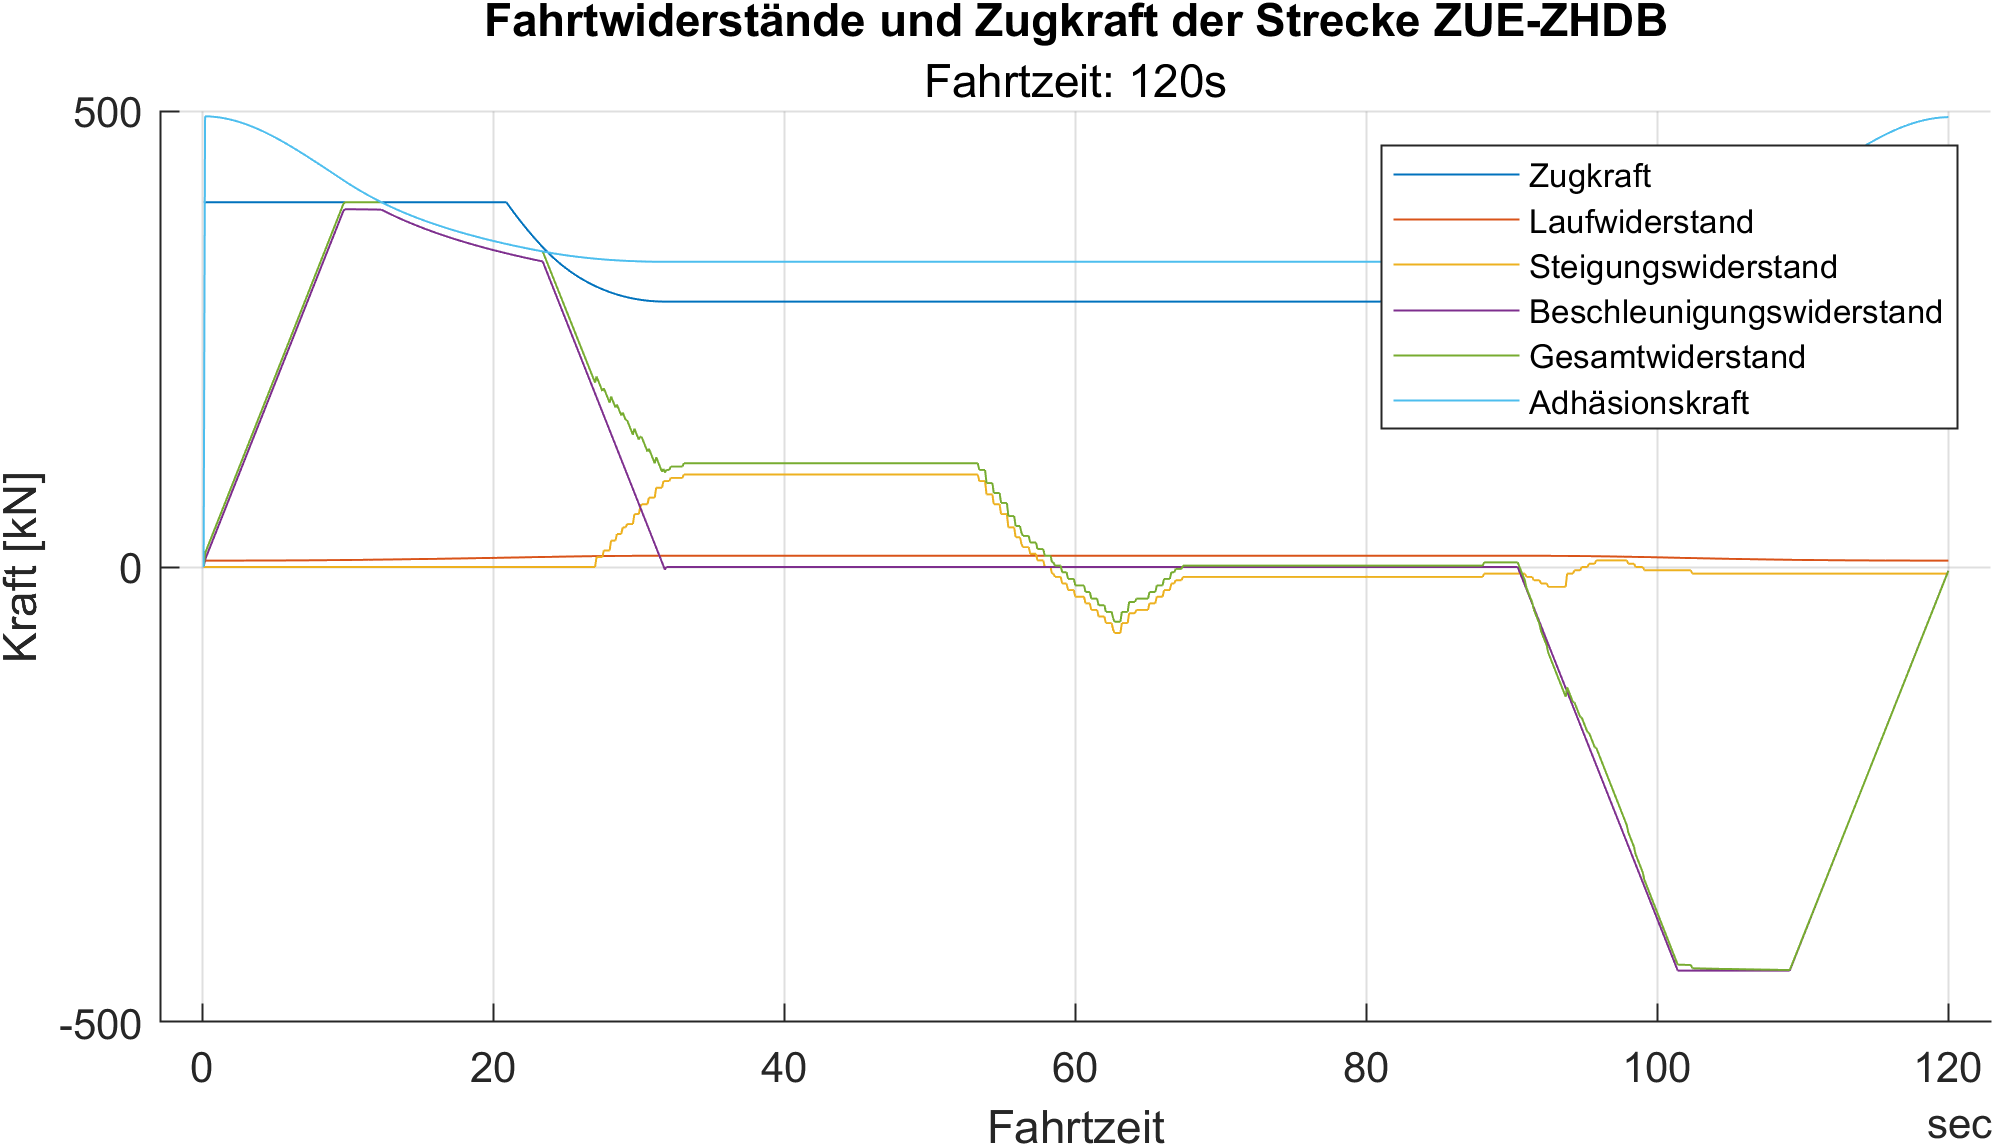 Fahrtwiderstände und Zugkraft der Strecke ZUE-ZHDB
Fahrtzeit: 120s
500
0
-500
Kraft [kN]
Zugkraft
Laufwiderstand
Steigungswiderstand
Beschleunigungswiderstand
Gesamtwiderstand
Adhäsionskraft
0 20 40 60 80 100 120
Fahrtzeit
sec